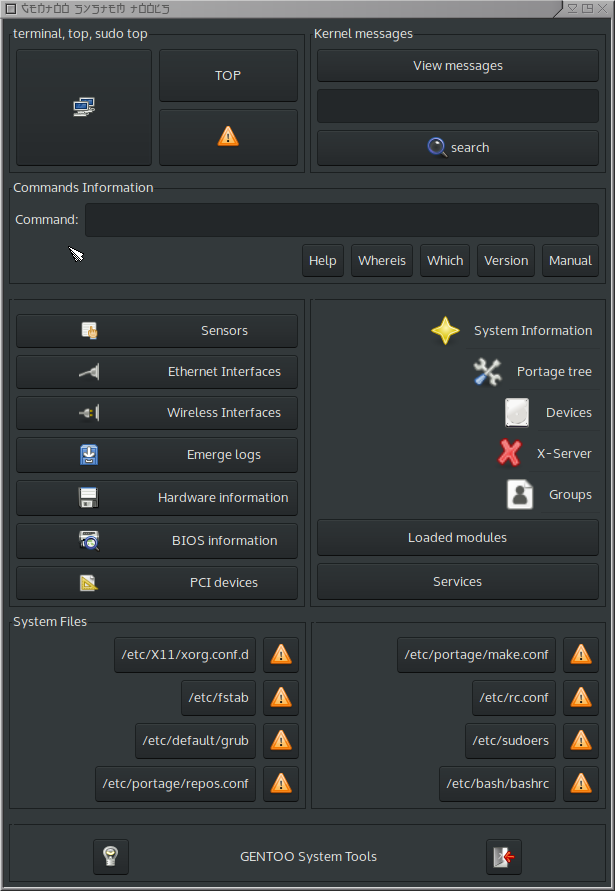 GENTOO SYSTEM TOOLS
terminal, top, sudo top
TOP
Kernel messages
View messages
search
Commands Information
Command:
Help Whereis Which Version Manual
Sensors
Ethernet Interfaces
Wireless Interfaces
Emerge logs
Hardware information
BIOS information
PCI devices
System Information
Portage tree
Devices
X-Server
Groups
Loaded modules
Services
System Files
/etc/X11/xorg.conf.d
/etc/fstab
/etc/default/grub
/etc/portage/repos.conf
/etc/portage/make.conf
/etc/rc.conf
/etc/sudoers
/etc/bash/bashrc
GENTOO System Tools